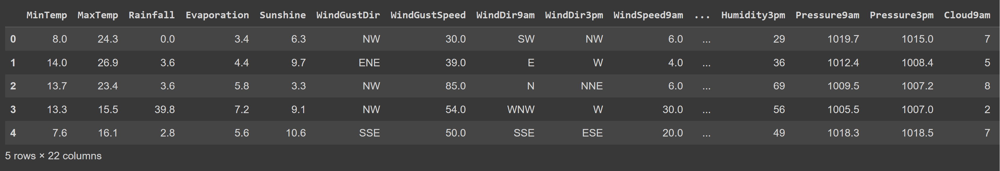 MinTemp MaxTemp Rainfall Evaporation Sunshine WindGustDir WindGustSpeed WindDir9am WindDir3pm WindSpeed9am ... Humidity3pm Pressure9am Pressure3pm Cloud9am
0 8.0 24.3 0.0 3.4 6.3 NW 30.0 SW NW 6.0 ... 29 1019.7 1015.0 7
1 14.0 26.9 3.6 4.4 9.7 ENE 39.0 E W 4.0 ... 36 1012.4 1008.4 5
2 13.7 23.4 3.6 5.8 3.3 NW 85.0 N NNE 6.0 ... 69 1009.5 1007.2 8
3 13.3 15.5 39.8 7.2 9.1 NW 54.0 WNW W 30.0 ... 56 1005.5 1007.0 2
4 7.6 16.1 2.8 5.6 10.6 SSE 50.0 SSE ESE 20.0 ... 49 1018.3 1018.5 7
5 rows × 22 columns